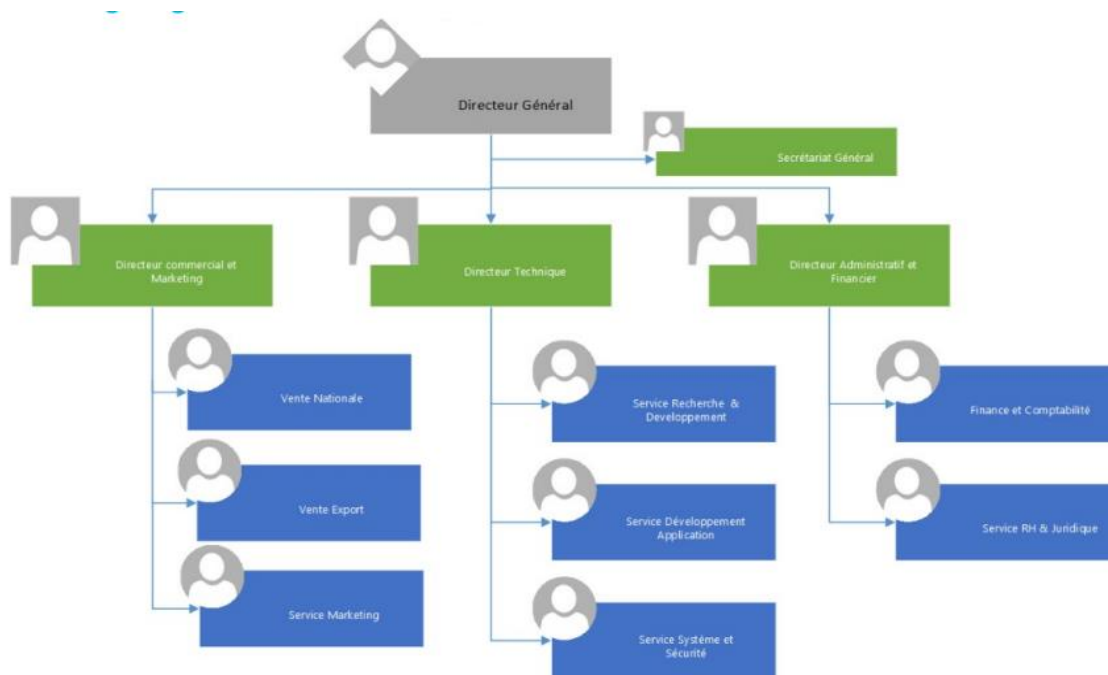 Directeur Général
Secrétariat Général
Directeur commercial et
Marketing
Directeur Technique
Directeur Administratif et
Financier
Vente Nationale
Vente Export
Service Marketing
Service Recherche &
Developpement
Service Développement
Application
Service Système et
Sécurité
Finance et Comptabilité
Service RH & Juridique